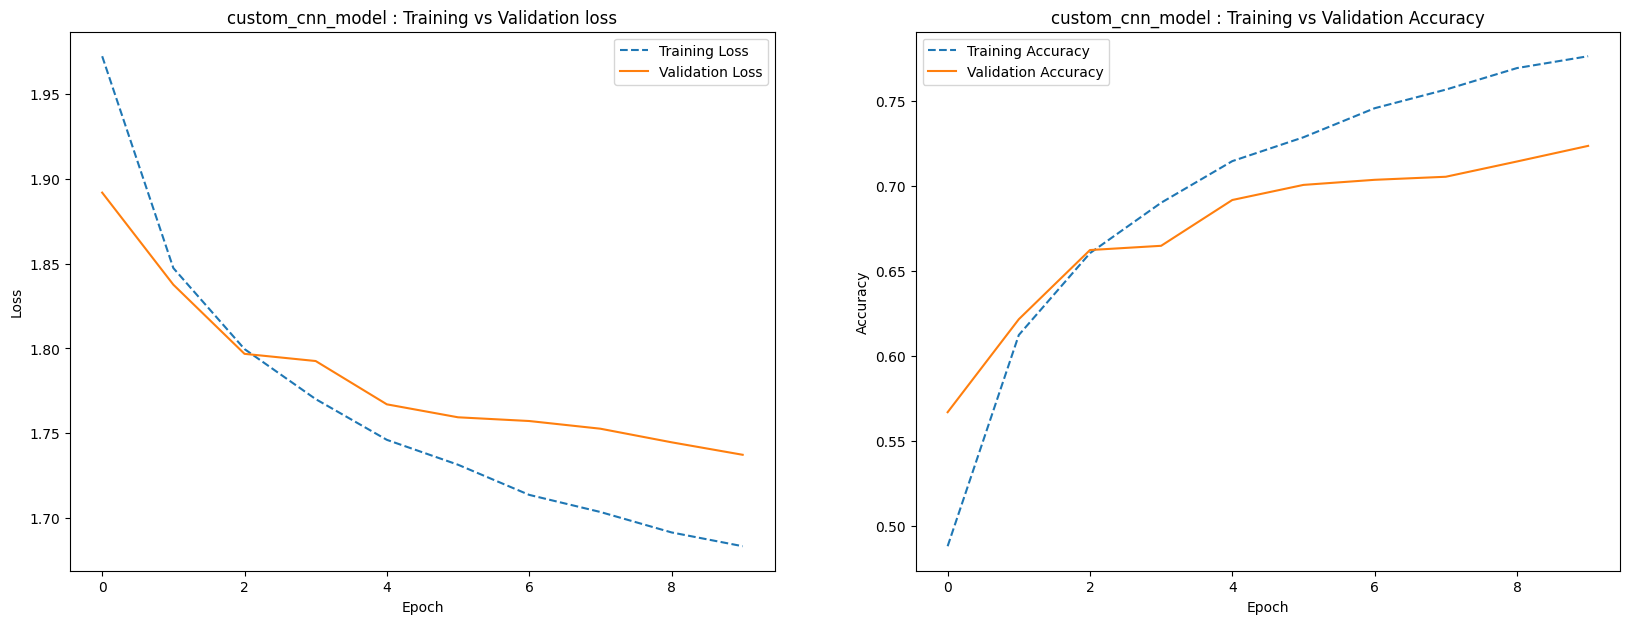 custom_cnn_model : Training vs Validation loss
Training Loss
Validation Loss
1.95
1.90
1.85
1.80
1.75
1.70
Loss
0
2
4
6
8
Epoch
custom_cnn_model : Training vs Validation Accuracy
Training Accuracy
Validation Accuracy
0.75
0.70
0.65
0.60
0.55
0.50
Accuracy
0
2
4
6
8
Epoch